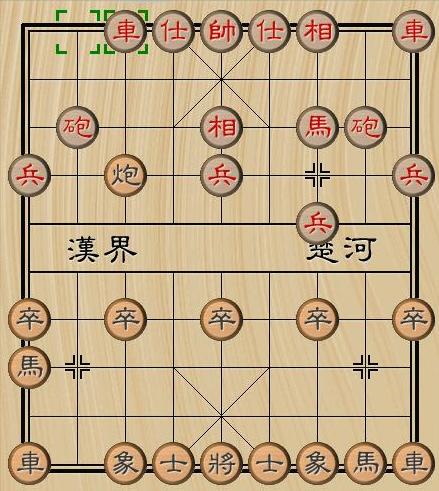 車仕帥仕相車
砲相馬砲
兵炮兵兵
兵
漢界 楚河
卒卒卒卒卒
馬
車象士將士象馬車